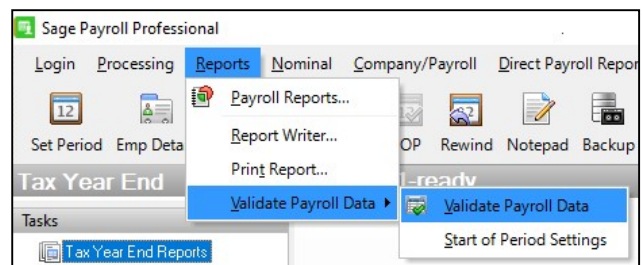 Sage Payroll Professional
Login Processing Reports Nominal Company/Payroll Direct Payroll Repor
Payroll Reports...
Report Writer...
Print Report...
Validate Payroll Data
Validate Payroll Data
Start of Period Settings
Set Period Emp Deta OP Rewind Notepad Backup
Tax Year End -ready
Tasks
Tax Year End Reports